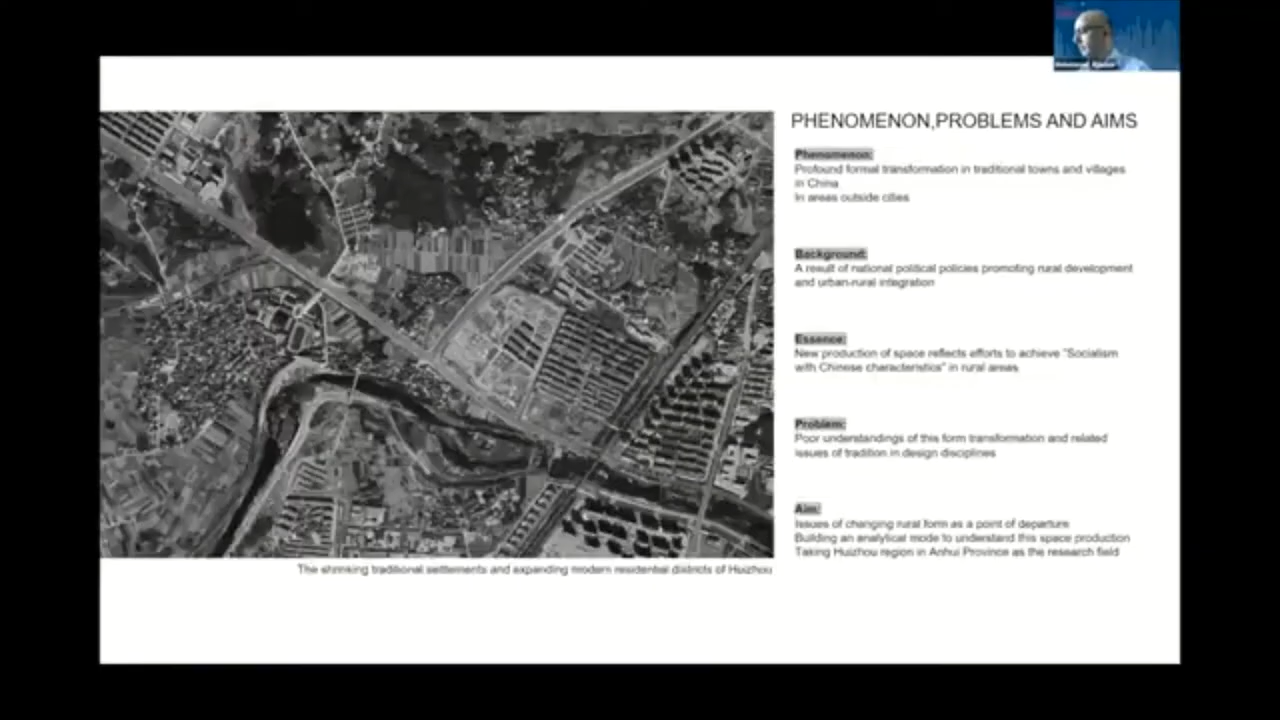 PHENOMENON,PROBLEMS AND AIMS
Phenomenon:
Profound formal transformation in traditional towns and villages
in China
In areas outside cities
Background:
A result of national political policies promoting rural development
and urban-rural integration
Essence:
New production of space reflects efforts to achieve "Socialism
with Chinese characteristics" in rural areas
Problem:
Poor understandings of this form transformation and related
issues of tradition in design disciplines
Aim:
Issues of changing rural form as a point of departure
Building an analytical mode to understand this space production
Taking Huizhou region in Anhui Province as the research field
The shrinking traditional settlements and expanding modern residential districts of Huizhou